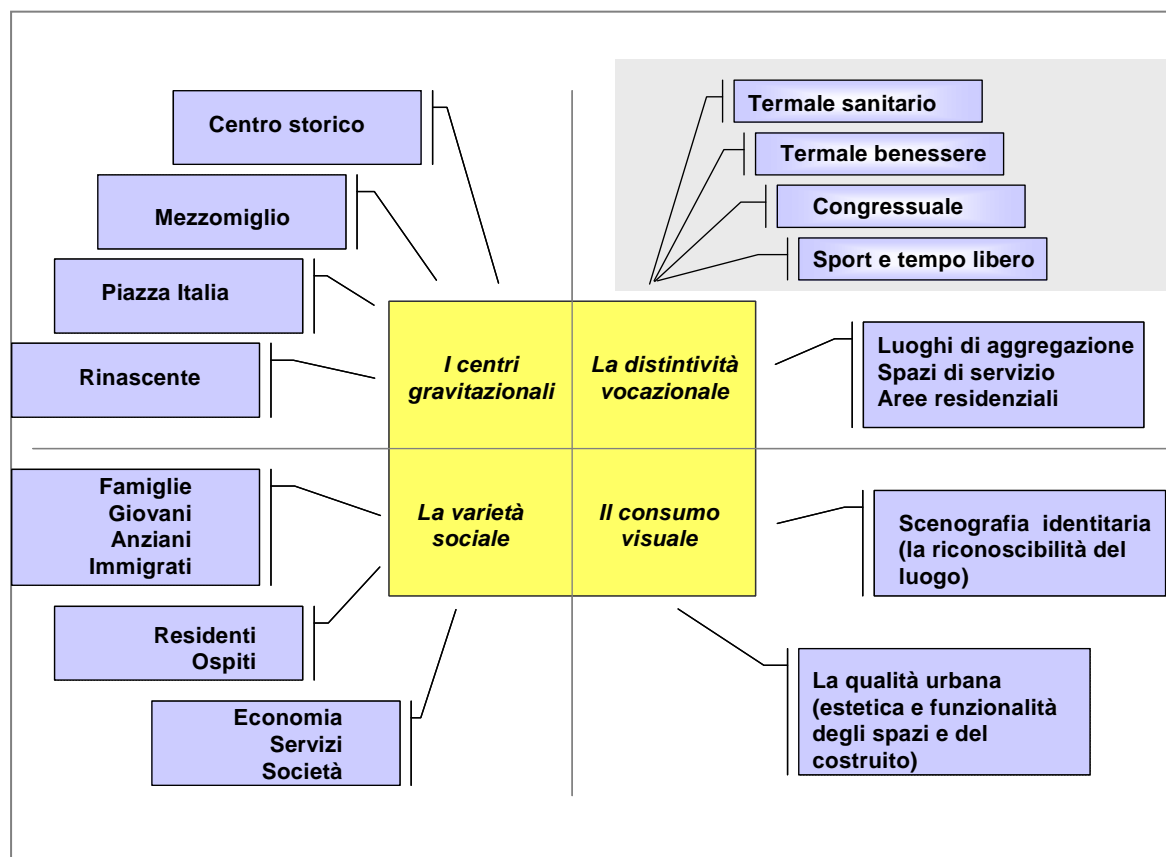 Centro storico
Mezzomiglio
Piazza Italia
Rinascente
Termale sanitario
Termale benessere
Congressuale
Sport e tempo libero
I centri
gravitazionali
La distintività
vocazionale
Luoghi di aggregazione
Spazi di servizio
Aree residenziali
Famiglie
Giovani
Anziani
Immigrati
Residenti
Ospiti
Economia
Servizi
Società
La varietà
sociale
Il consumo
visuale
Scenografia identitaria
(la riconoscibilità del
luogo)
La qualità urbana
(estetica e funzionalità
degli spazi e del
costruito)